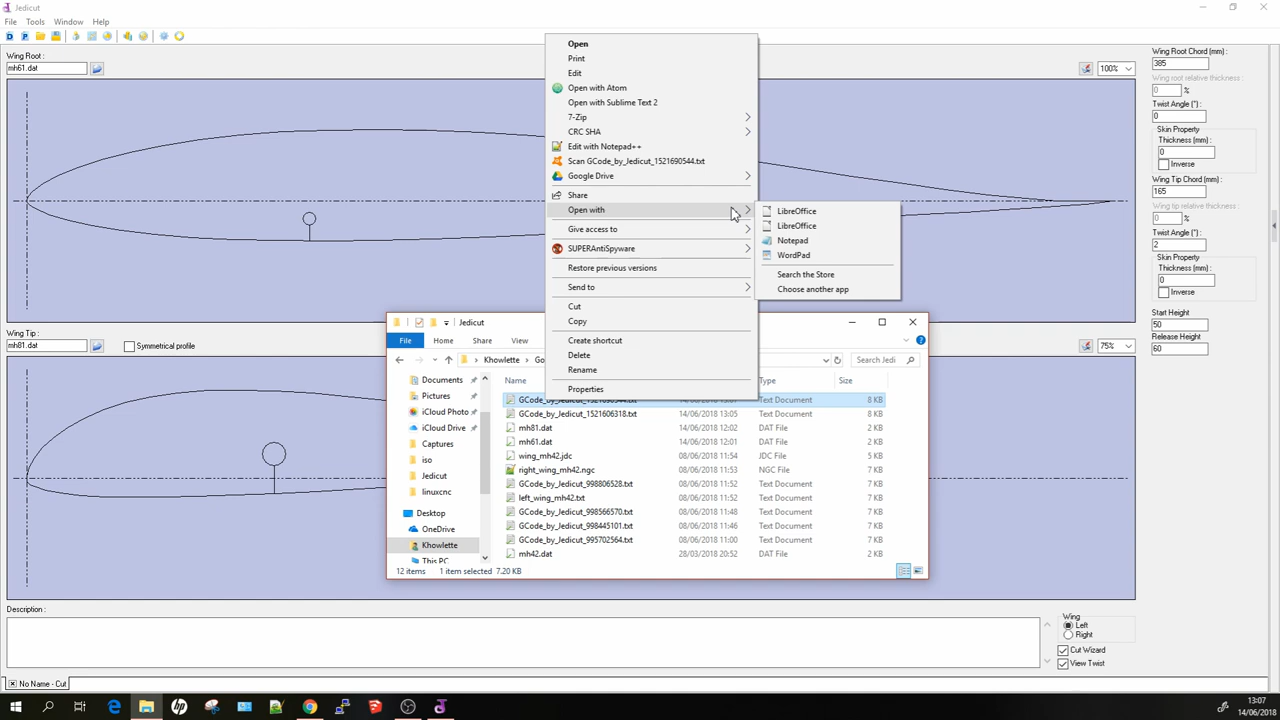 Jedicut
File Tools Window Help
Wing Root :
mh61.dat
100%
Wing Root Chord (mm)
385
Wing root relative thickness :
0 %
Twist Angle (°):
0
Skin Property
Thickness (mm) :
0
Inverse
Wing Tip Chord (mm)
165
Wing tip relative thickness :
0 %
Twist Angle (°) :
2
Skin Property
Thickness (mm) :
0
Inverse
Start Height
50
Release Height
60
Open
Print
Edit
Open with Atom
Open with Sublime Text 2
7-Zip
CRC SHA
Edit with Notepad++
Scan GCode_by_Jedicut_1521690544.txt
Google Drive
Share
Open with
Give access to
SUPERAntiSpyware
Restore previous versions
Send to
Cut
Copy
Create shortcut
Delete
Rename
Properties
LibreOffice
LibreOffice
Notepad
WordPad
Search the Store
Choose another app
Wing Tip :
mh81.dat
Symmetrical profile
75%
Jedicut
File Home Share View
Khowlette
Search Jedi
Documents
Pictures
iCloud Photo
iCloud Drive
Captures
iso
Jedicut
linuxcnc
Desktop
OneDrive
Khowlette
This PC
Name Type Size
GCode_by_Jedicut_1521690544.txt 14/06/2018 13:07 Text Document 8 KB
GCode_by_Jedicut_1521606318.txt 14/06/2018 13:05 Text Document 8 KB
mh81.dat 14/06/2018 12:02 DAT File 2 KB
mh61.dat 14/06/2018 12:01 DAT File 2 KB
wing_mh42.jdc 08/06/2018 11:54 JDC File 5 KB
right_wing_mh42.ngc 08/06/2018 11:53 NGC File 7 KB
GCode_by_Jedicut_998806528.txt 08/06/2018 11:52 Text Document 7 KB
left_wing_mh42.txt 08/06/2018 11:52 Text Document 7 KB
GCode_by_Jedicut_998566570.txt 08/06/2018 11:52 Text Document 7 KB
GCode_by_Jedicut_998445101.txt 08/06/2018 11:46 Text Document 7 KB
GCode_by_Jedicut_995702564.txt 08/06/2018 11:00 Text Document 7 KB
mh42.dat 28/03/2018 20:52 DAT File 2 KB
12 items 1 item selected 7.20 KB
Description :
Wing
Left
Right
Cut Wizard
View Twist
No Name - Cut
13:07
14/06/2018